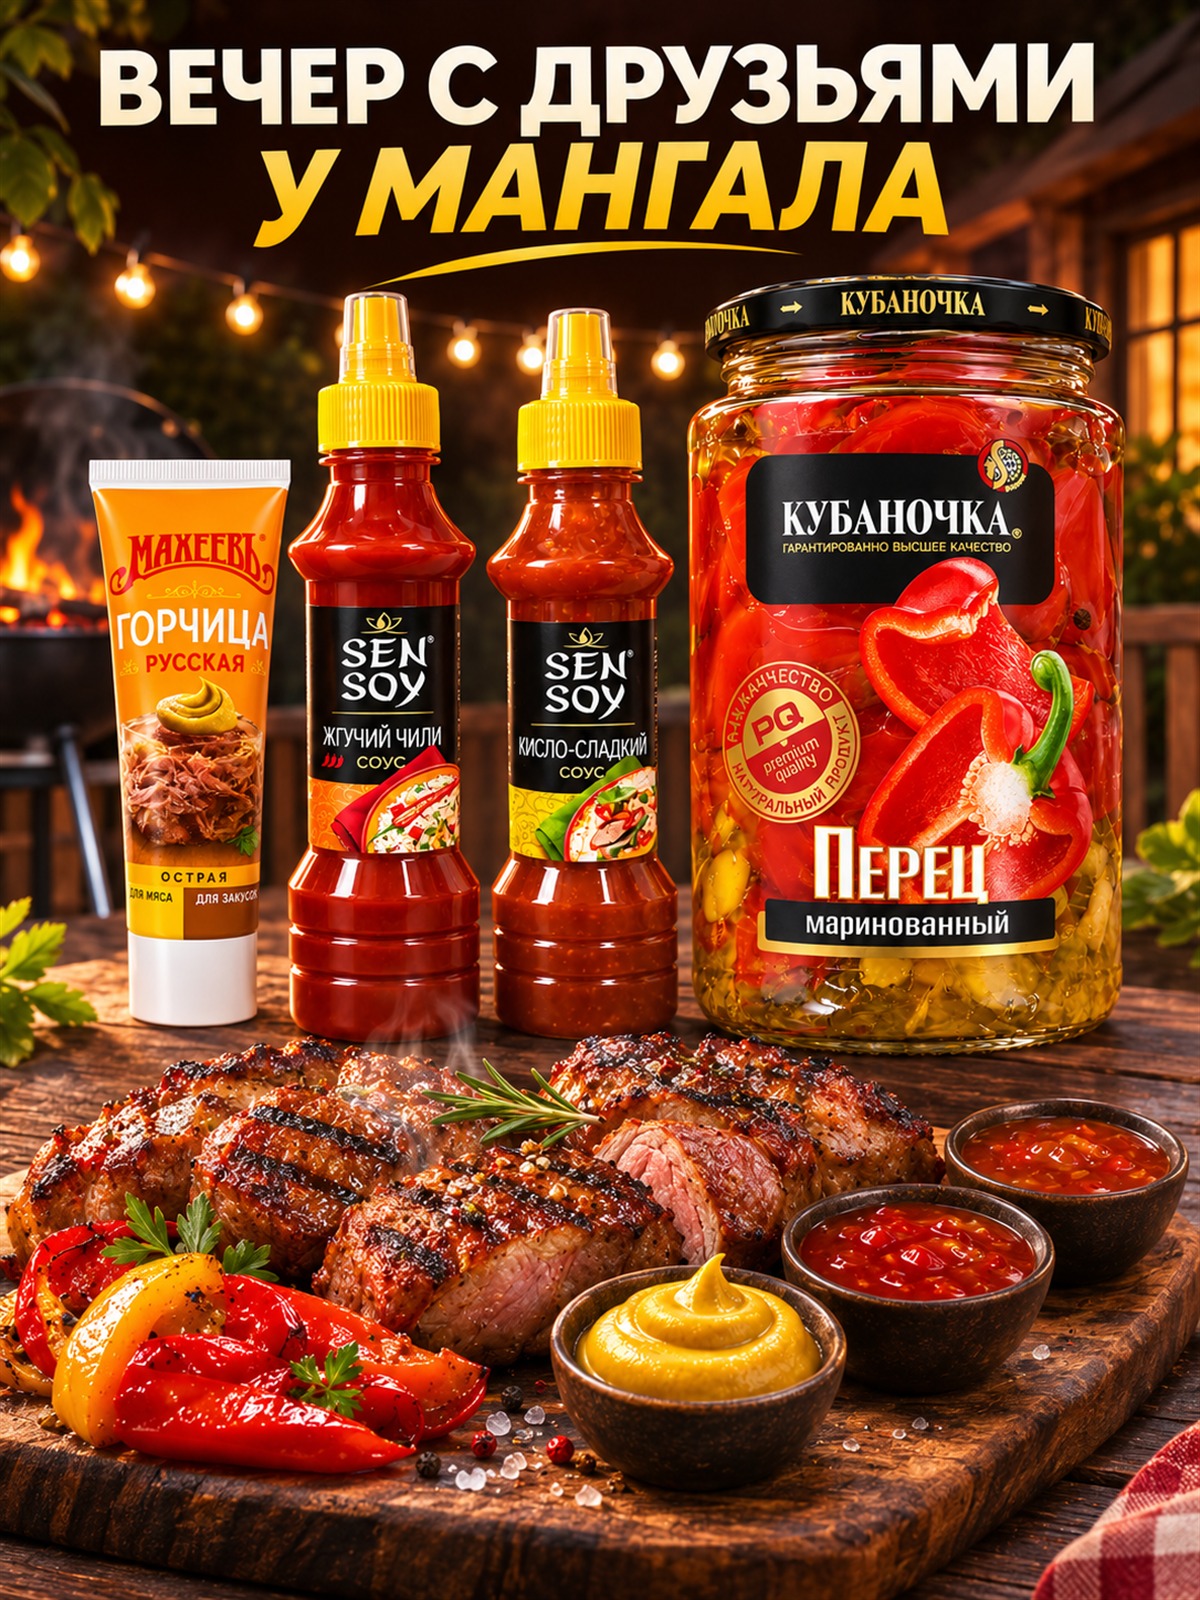 ВЕЧЕР С ДРУЗЬЯМИ
У МАНГАЛА
КУБАНОЧКА
МАХЕЕВЪ
ГОРЧИЦА
РУССКАЯ
ОСТРАЯ
ДЛЯ МЯСА
ДЛЯ ЗАКУСОК
SEN
SOY®
ЖГУЧИЙ ЧИЛИ
СОУС
SEN
SOY®
КИСЛО-СЛАДКИЙ
СОУС
КУБАНОЧКА®
ГАРАНТИРОВАННО ВЫСШЕЕ КАЧЕСТВО
PQ
premium
quality
НАТУРАЛЬНЫЙ
ПЕРЕЦ
маринованный